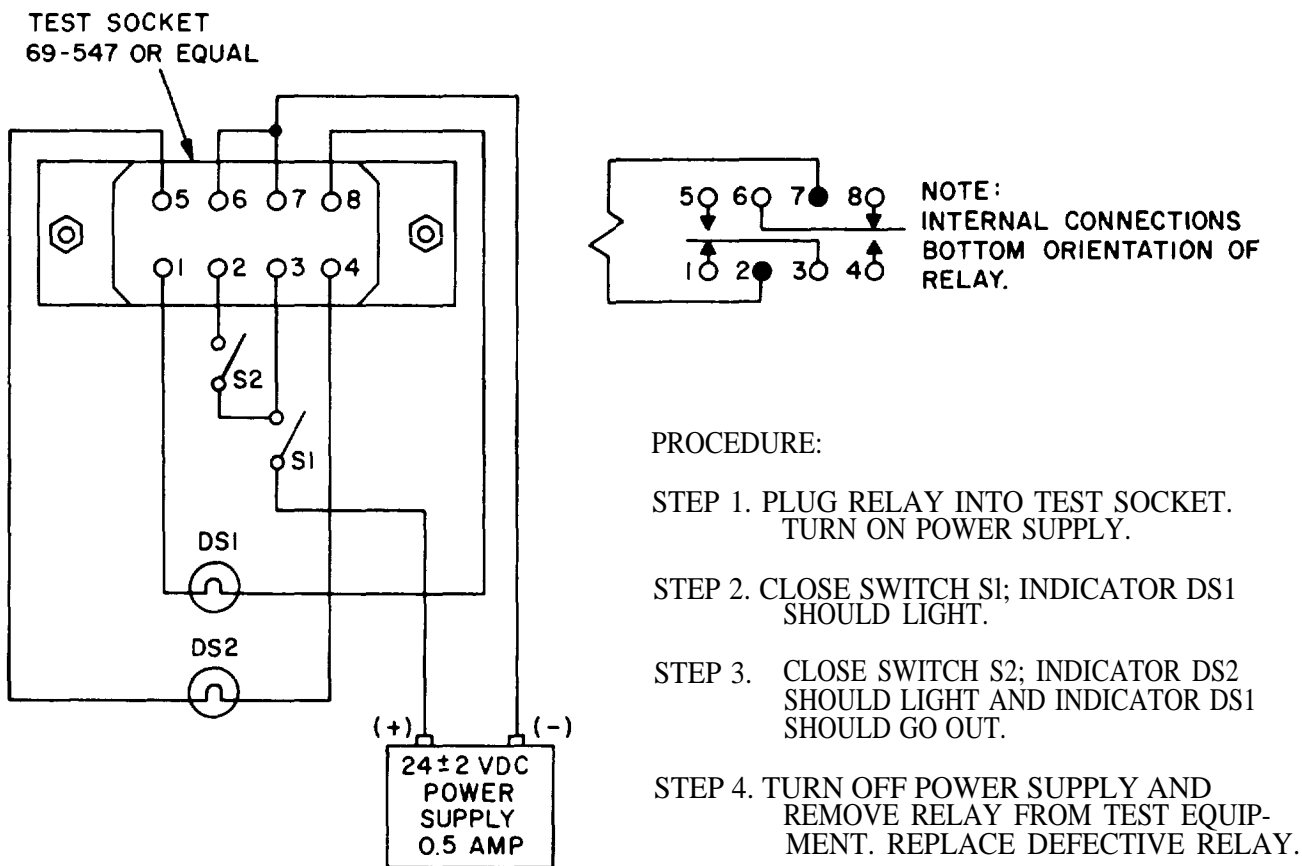 TEST SOCKET
69-547 OR EQUAL
5 6 7 8
1 2 3 4
S2
S1
DS1
DS2
(+) (-)
24±2 VDC
POWER
SUPPLY
0.5 AMP
5 6 7 8
1 2 3 4
NOTE:
INTERNAL CONNECTIONS
BOTTOM ORIENTATION OF
RELAY.
PROCEDURE:
STEP 1. PLUG RELAY INTO TEST SOCKET.
TURN ON POWER SUPPLY.
STEP 2. CLOSE SWITCH S1; INDICATOR DS1
SHOULD LIGHT.
STEP 3. CLOSE SWITCH S2; INDICATOR DS2
SHOULD LIGHT AND INDICATOR DS1
SHOULD GO OUT.
STEP 4. TURN OFF POWER SUPPLY AND
REMOVE RELAY FROM TEST EQUIP-
MENT. REPLACE DEFECTIVE RELAY.